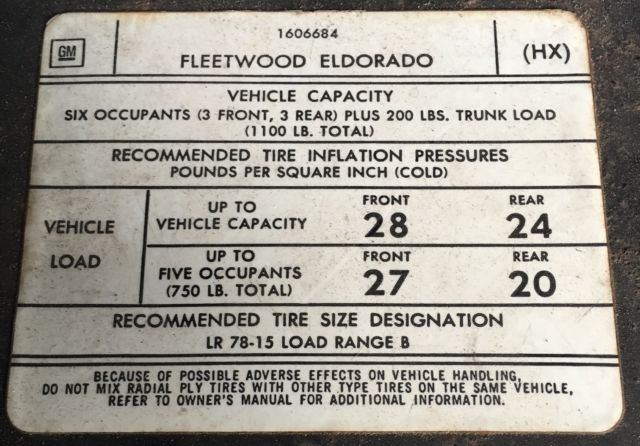 1606684
GM
FLEETWOOD ELDORADO
(HX)
VEHICLE CAPACITY
SIX OCCUPANTS (3 FRONT, 3 REAR) PLUS 200 LBS. TRUNK LOAD
(1100 LB. TOTAL)
RECOMMENDED TIRE INFLATION PRESSURES
POUNDS PER SQUARE INCH (COLD)
VEHICLE
LOAD
UP TO
VEHICLE CAPACITY
FRONT
28
REAR
24
UP TO
FIVE OCCUPANTS
(750 LB. TOTAL)
FRONT
27
REAR
20
RECOMMENDED TIRE SIZE DESIGNATION
LR 78-15 LOAD RANGE B
BECAUSE OF POSSIBLE ADVERSE EFFECTS ON VEHICLE HANDLING,
DO NOT MIX RADIAL PLY TIRES WITH OTHER TYPE TIRES ON THE SAME VEHICLE,
REFER TO OWNER'S MANUAL FOR ADDITIONAL INFORMATION.